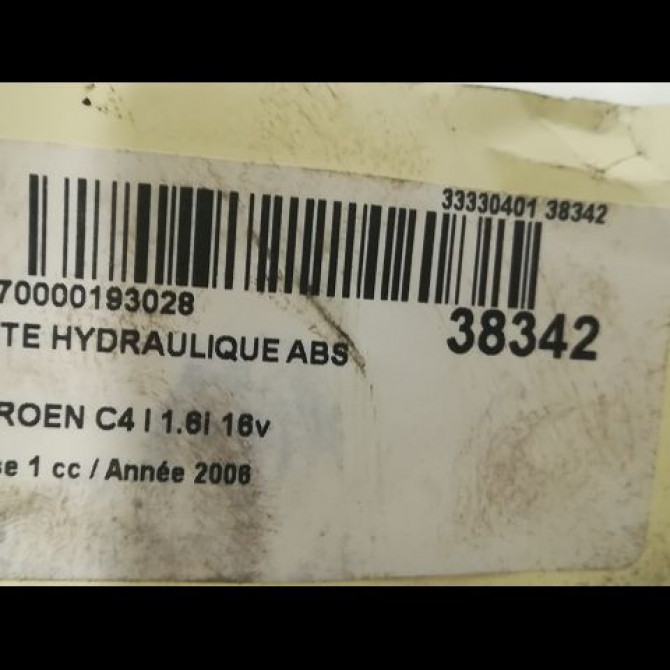 33330401 38342
70000193028
38342
TE HYDRAULIQUE ABS
ROEN C4 I 1.6i 16v
se 1 cc / Année 2006